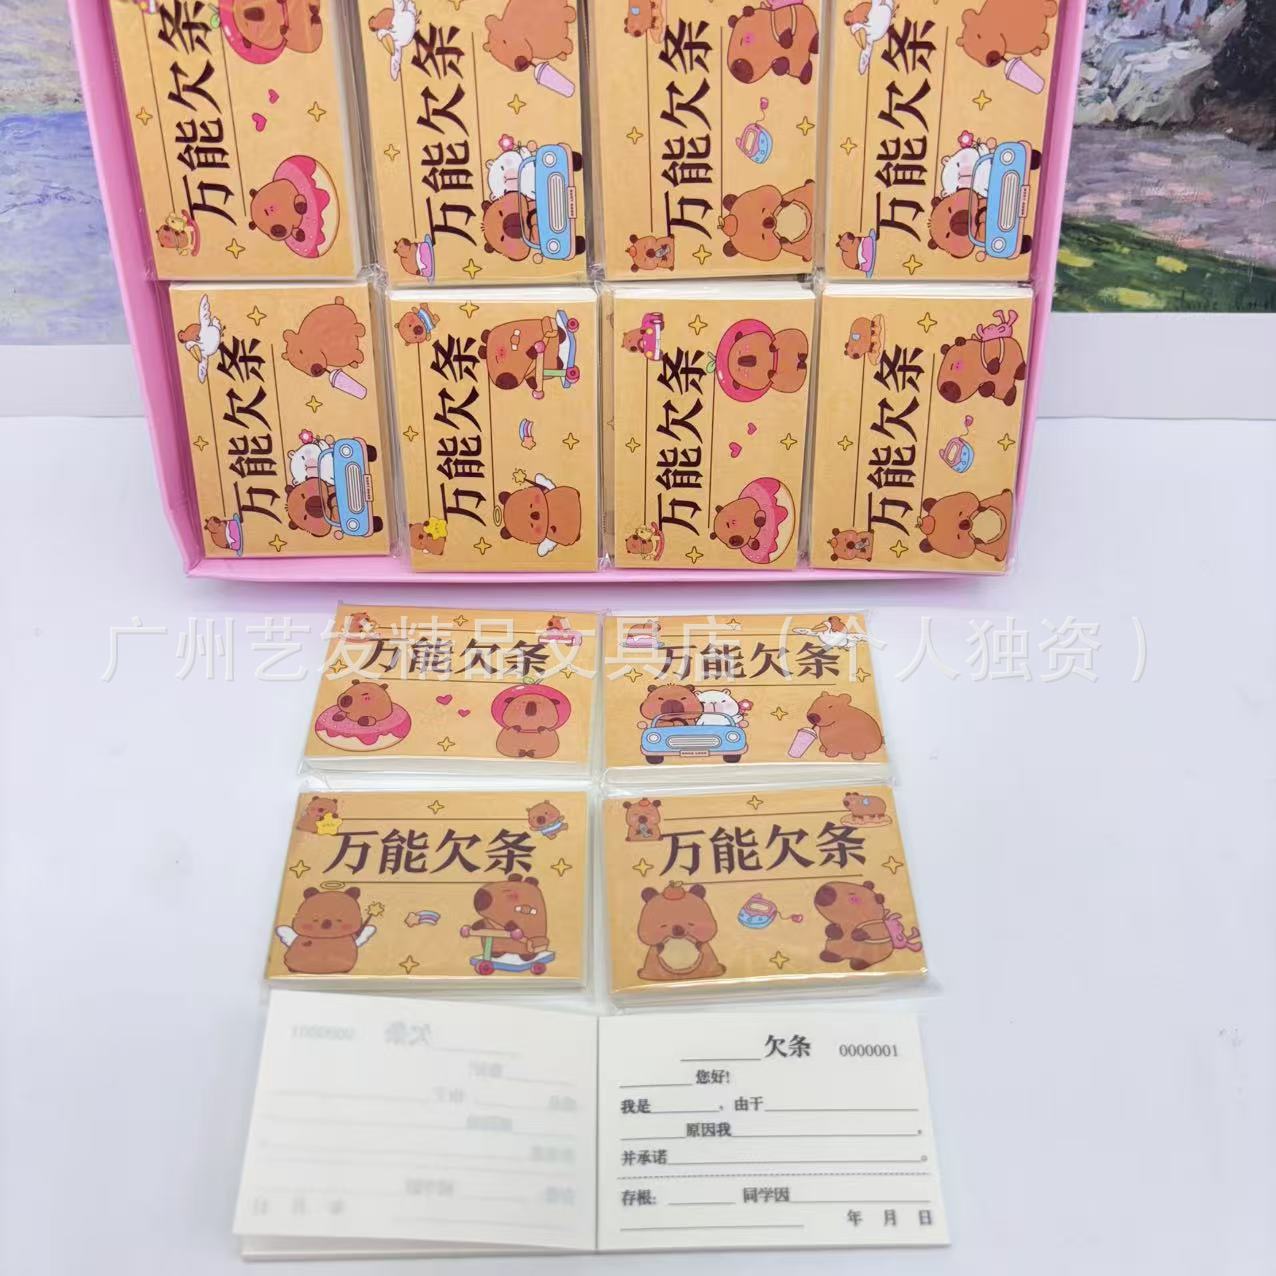 万能欠条
万能欠条
万能欠条
万能欠条
万能欠条
万能欠条
万能欠条
万能欠条
广州艺发精品文具店（个人独资）
万能欠条
万能欠条
万能欠条
万能欠条
欠条 0000001
您好!
我是 ，由于
原因我 。
并承诺 。
存根: 同学因
年 月 日